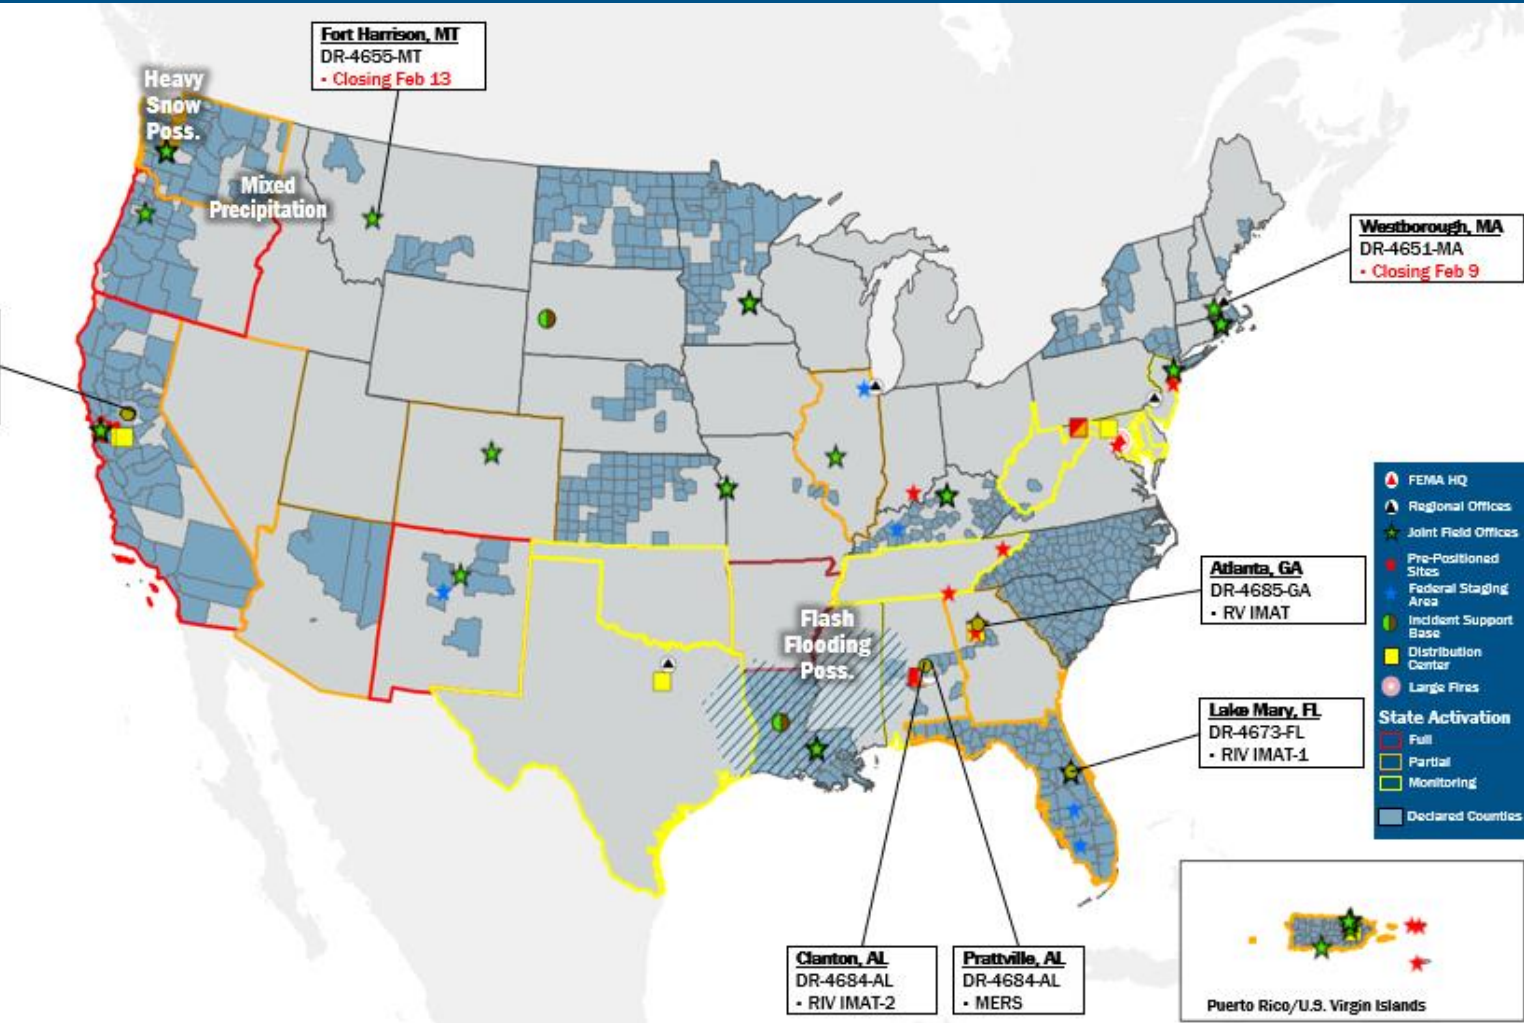 Fort Harrison, MT
DR-4655-MT
• Closing Feb 13
Heavy
Snow
Poss.
Mixed
Precipitation
Westborough, MA
DR-4651-MA
• Closing Feb 9
FEMA HQ
Regional Offices
Joint Field Offices
Pre-Positioned
Sites
Federal Staging
Area
Incident Support
Base
Distribution
Center
Large Fires
State Activation
Full
Partial
Monitoring
Declared Counties
Atlanta, GA
DR-4685-GA
• RV IMAT
Flash
Flooding
Poss.
Lake Mary, FL
DR-4673-FL
• RIV IMAT-1
Clanton, AL
DR-4684-AL
• RIV IMAT-2
Prattville, AL
DR-4684-AL
• MERS
Puerto Rico/U.S. Virgin Islands